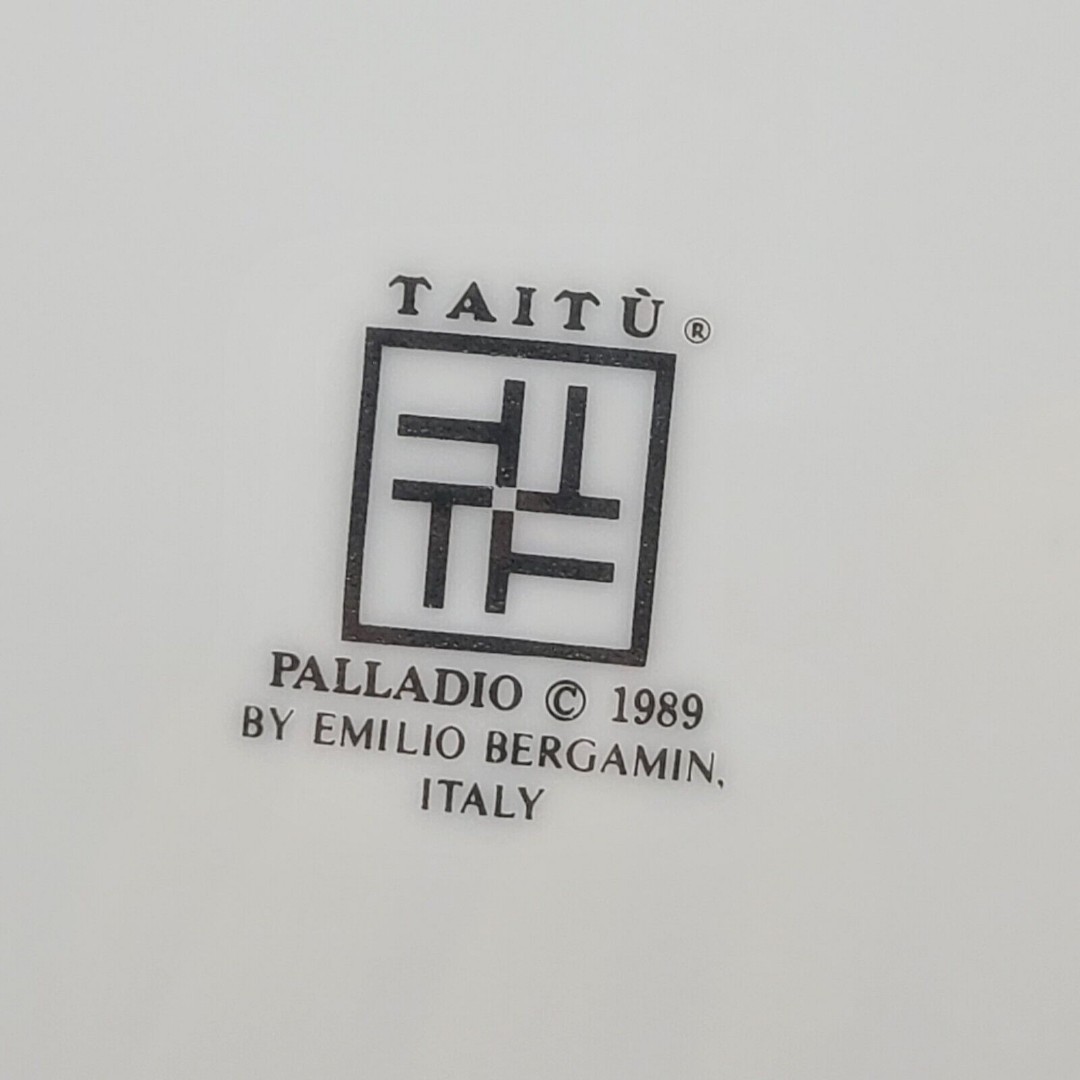 TAITÙ ®
PALLADIO © 1989
BY EMILIO BERGAMIN,
ITALY